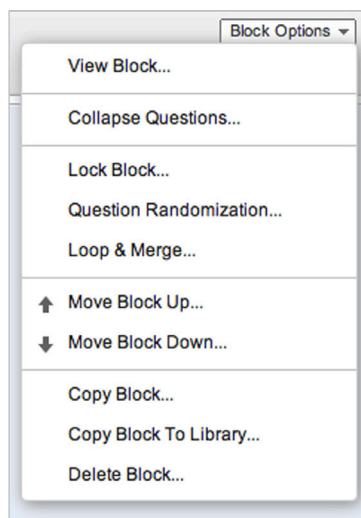 Block Options
View Block...
Collapse Questions...
Lock Block...
Question Randomization...
Loop & Merge...
Move Block Up...
Move Block Down...
Copy Block...
Copy Block To Library...
Delete Block...